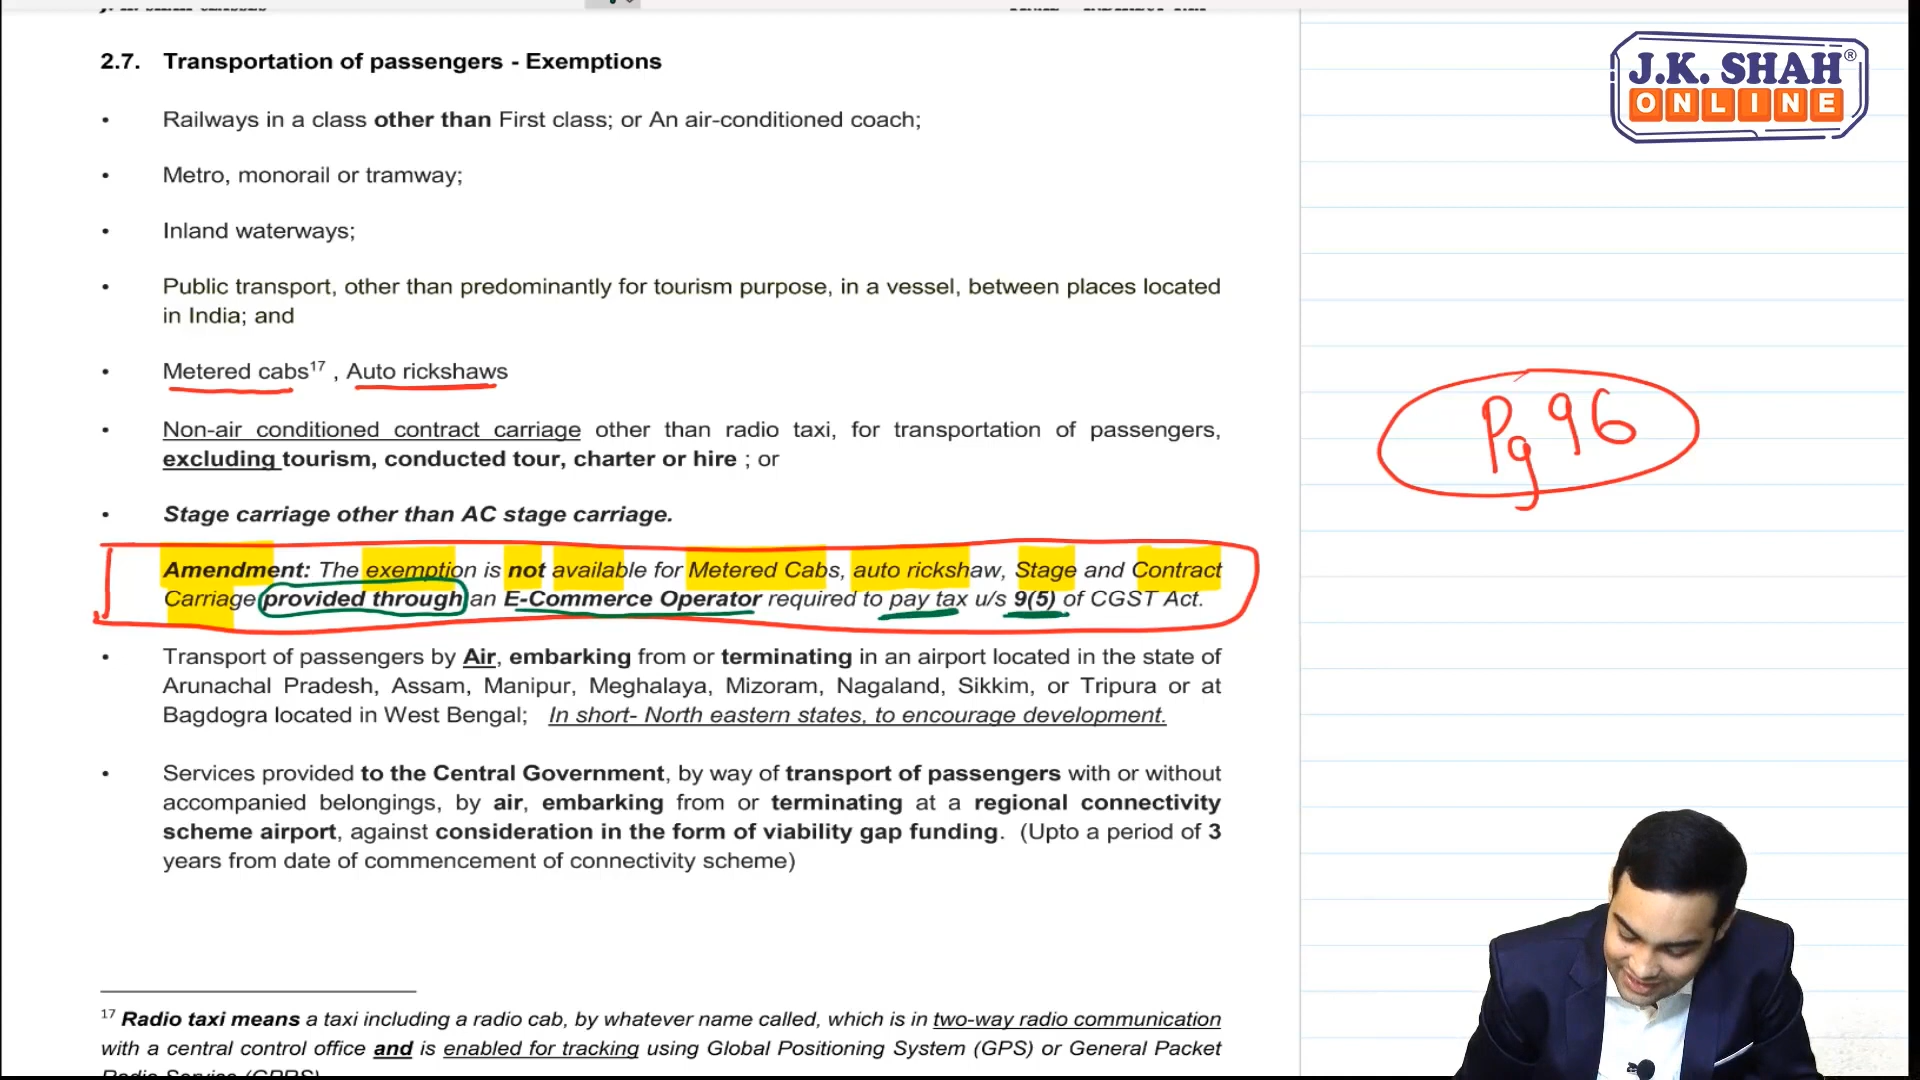 2.7. Transportation of passengers - Exemptions
• Railways in a class other than First class; or An air-conditioned coach;
• Metro, monorail or tramway;
• Inland waterways;
• Public transport, other than predominantly for tourism purpose, in a vessel, between places located
in India; and
• Metered cabs17 , Auto rickshaws
• Non-air conditioned contract carriage other than radio taxi, for transportation of passengers,
excluding tourism, conducted tour, charter or hire ; or
• Stage carriage other than AC stage carriage.
Amendment: The exemption is not available for Metered Cabs, auto rickshaw, Stage and Contract
Carriage provided through an E-Commerce Operator required to pay tax u/s 9(5) of CGST Act.
• Transport of passengers by Air, embarking from or terminating in an airport located in the state of
Arunachal Pradesh, Assam, Manipur, Meghalaya, Mizoram, Nagaland, Sikkim, or Tripura or at
Bagdogra located in West Bengal; In short- North eastern states, to encourage development.
• Services provided to the Central Government, by way of transport of passengers with or without
accompanied belongings, by air, embarking from or terminating at a regional connectivity
scheme airport, against consideration in the form of viability gap funding. (Upto a period of 3
years from date of commencement of connectivity scheme)
17 Radio taxi means a taxi including a radio cab, by whatever name called, which is in two-way radio communication
with a central control office and is enabled for tracking using Global Positioning System (GPS) or General Packet
J.K. SHAH®
ONLINE
Pg 96